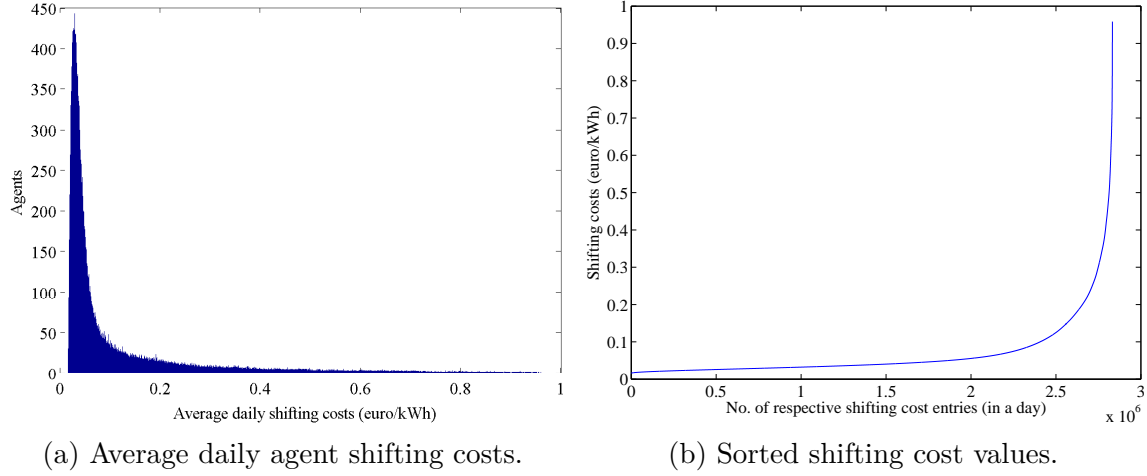 450
400
350
300
250
200
150
100
50
0
Agents
0 0.2 0.4 0.6 0.8 1
Average daily shifting costs (euro/kWh)
(a) Average daily agent shifting costs.
1
0.9
0.8
0.7
0.6
0.5
0.4
0.3
0.2
0.1
0
Shifting costs (euro/kWh)
0 0.5 1 1.5 2 2.5 3
No. of respective shifting cost entries (in a day)
x 10⁶
(b) Sorted shifting cost values.